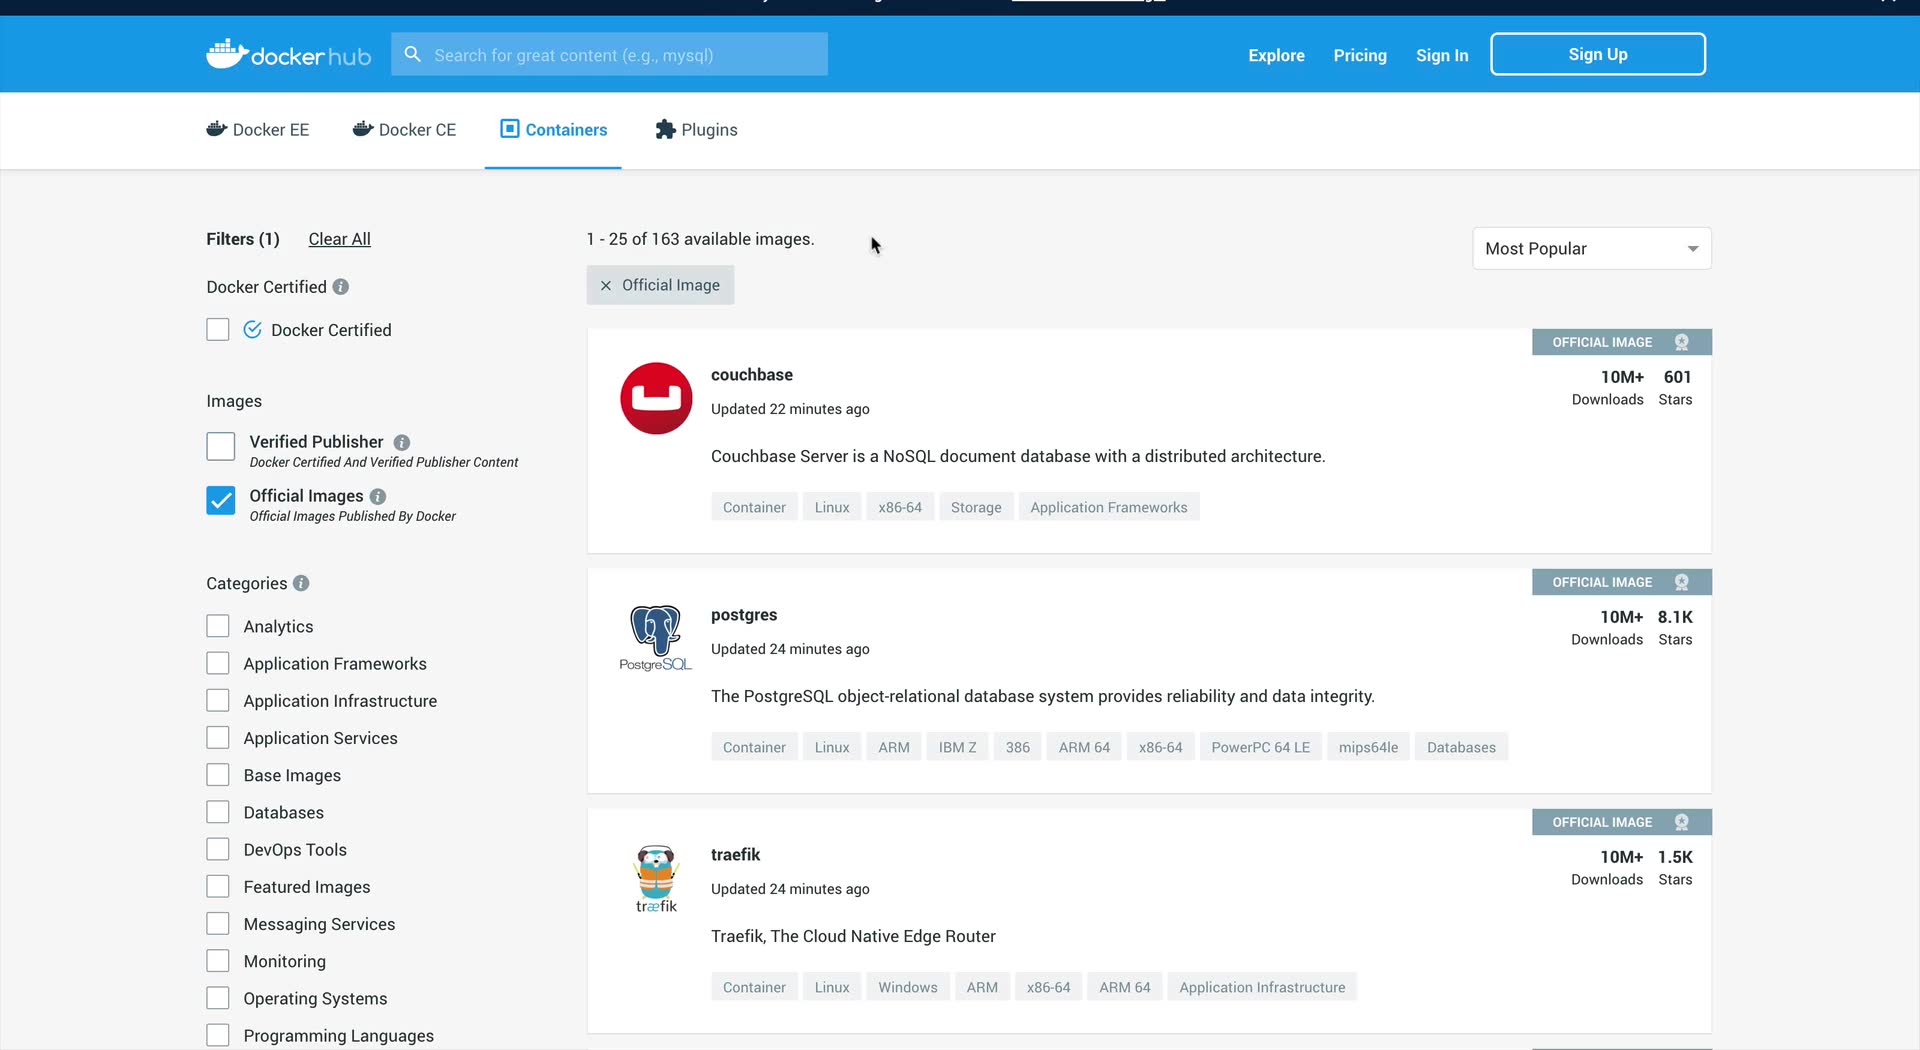 docker hub
Search for great content (e.g., mysql)
Explore
Pricing
Sign In
Sign Up
Docker EE
Docker CE
Containers
Plugins
Filters (1)
Clear All
Docker Certified
Docker Certified
Images
Verified Publisher
Docker Certified And Verified Publisher Content
Official Images
Official Images Published By Docker
Categories
Analytics
Application Frameworks
Application Infrastructure
Application Services
Base Images
Databases
DevOps Tools
Featured Images
Messaging Services
Monitoring
Operating Systems
Programming Languages
1 - 25 of 163 available images.
Most Popular
Official Image
OFFICIAL IMAGE
couchbase
10M+ 601
Updated 22 minutes ago
Downloads Stars
Couchbase Server is a NoSQL document database with a distributed architecture.
Container Linux x86-64 Storage Application Frameworks
OFFICIAL IMAGE
PostgreSQL
postgres
10M+ 8.1K
Updated 24 minutes ago
Downloads Stars
The PostgreSQL object-relational database system provides reliability and data integrity.
Container Linux ARM IBM Z 386 ARM 64 x86-64 PowerPC 64 LE mips64le Databases
OFFICIAL IMAGE
træfik
traefik
10M+ 1.5K
Updated 24 minutes ago
Downloads Stars
Traefik, The Cloud Native Edge Router
Container Linux Windows ARM x86-64 ARM 64 Application Infrastructure